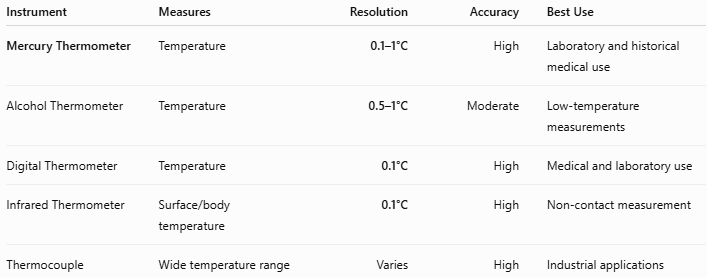 Instrument Measures Resolution Accuracy Best Use
Mercury Thermometer Temperature 0.1–1°C High Laboratory and historical
medical use
Alcohol Thermometer Temperature 0.5–1°C Moderate Low-temperature
measurements
Digital Thermometer Temperature 0.1°C High Medical and laboratory use
Infrared Thermometer Surface/body 0.1°C High Non-contact measurement
temperature
Thermocouple Wide temperature range Varies High Industrial applications